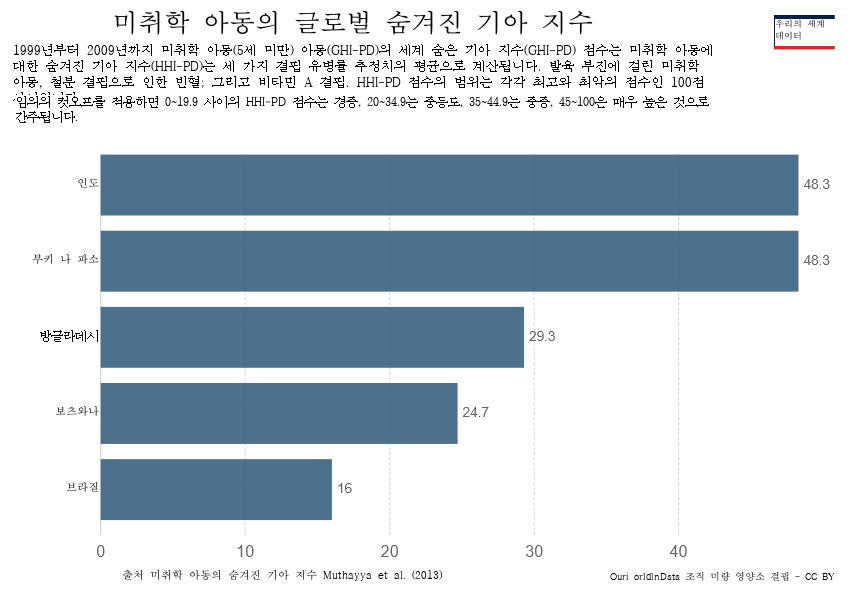 미취학 아동의 글로벌 숨겨진 기아 지수
우리의 세계
데이터
1999년부터 2009년까지 미취학 아동(5세 미만) 아동(GHI-PD)의 세계 숨은 기아 지수(GHI-PD) 점수는 미취학 아동에
대한 숨겨진 기아 지수(HHI-PD)는 세 가지 결핍 유병률 추정치의 평균으로 계산됩니다. 발육 부진에 걸린 미취학
아동, 철분 결핍으로 인한 빈혈; 그리고 비타민 A 결핍. HHI-PD 점수의 범위는 각각 최고와 최악의 점수인 100점
임의의 컷오프를 적용하면 0~19.9 사이의 HHI-PD 점수는 경증, 20~34.9는 중등도, 35~44.9는 중증, 45~100은 매우 높은 것으로
간주됩니다.
인도
48.3
부키 나 파소
48.3
방글라데시
29.3
보츠와나
24.7
브라질
16
0 10 20 30 40
출처 미취학 아동의 숨겨진 기아 지수 Muthayya et al. (2013)
Ouri orldinData 조직 미량 영양소 결핍 - CC BY